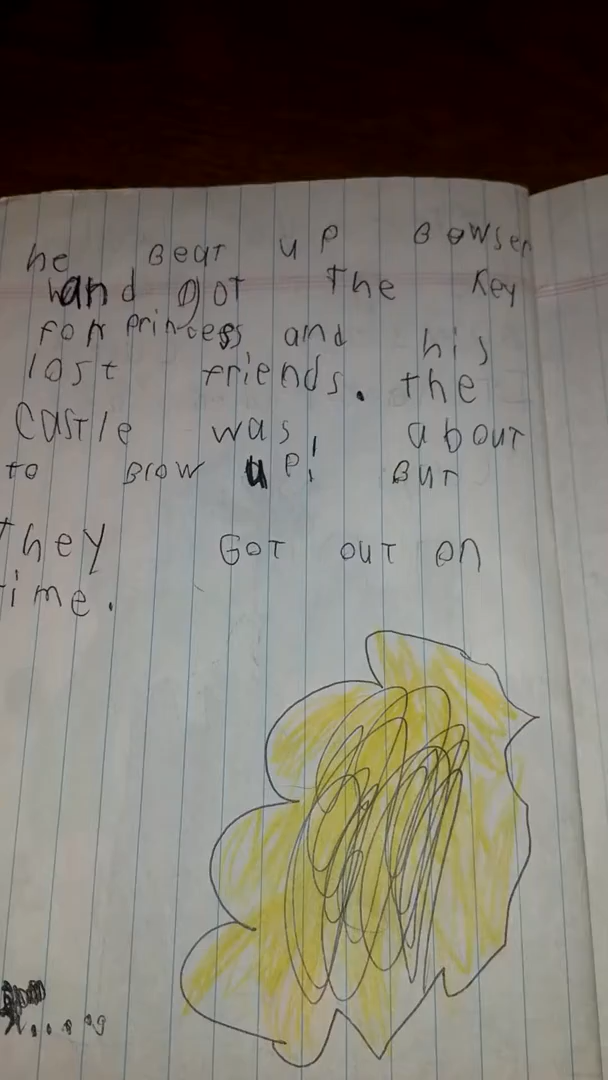 he Beat up Bowser
and got the key
for princess and his
lost friends. the
castle was about
to Blow up! But
they Got out on
time.